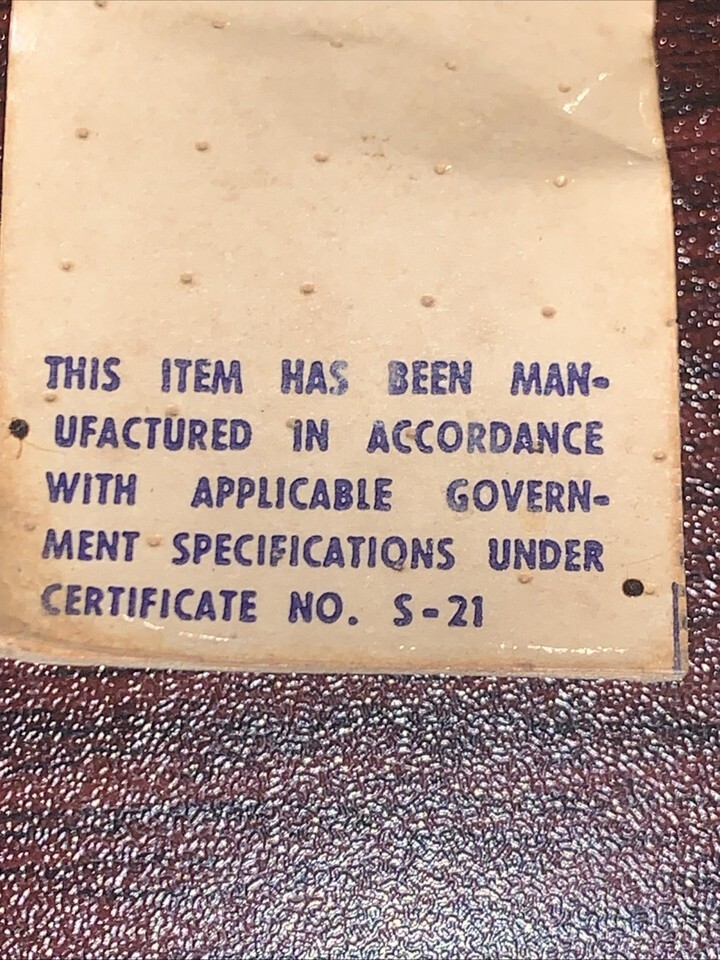 THIS ITEM HAS BEEN MAN-
UFACTURED IN ACCORDANCE
WITH APPLICABLE GOVERN-
MENT SPECIFICATIONS UNDER
CERTIFICATE NO. S-21